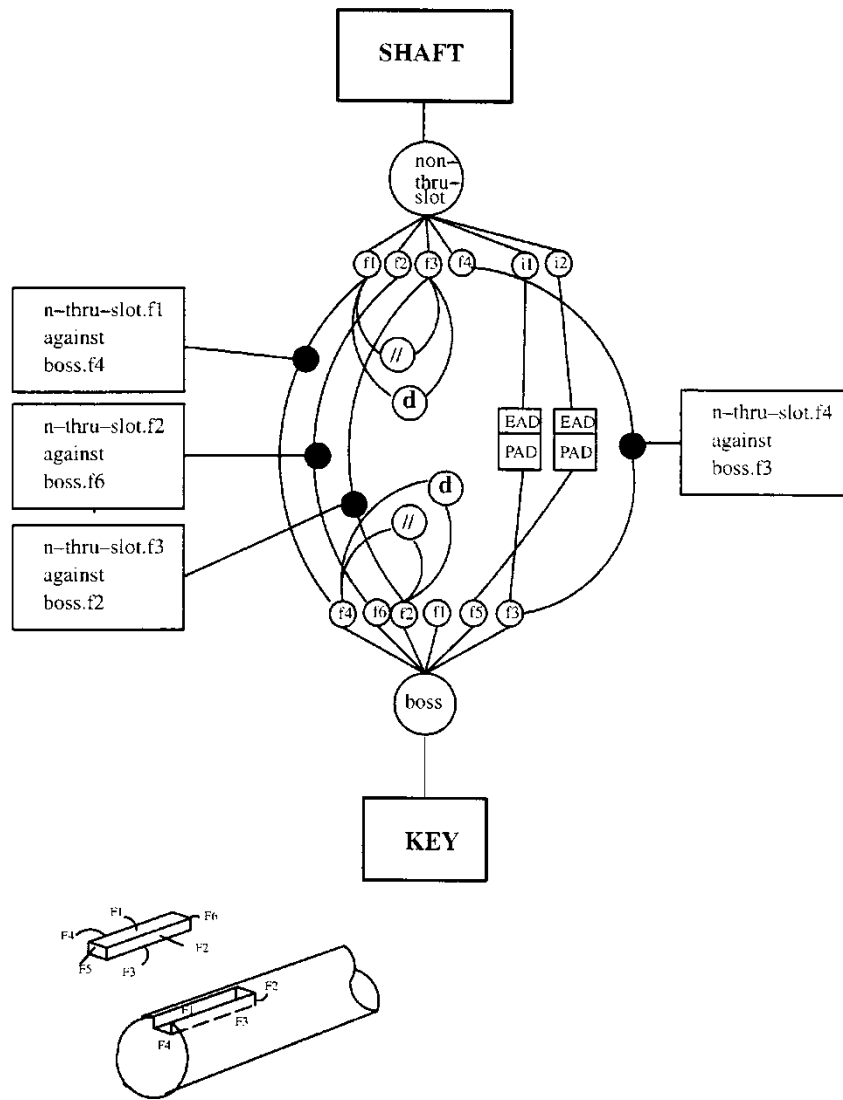 SHAFT
non-
thru-
slot
f1 f2 f3 f4 i1 i2
n-thru-slot.f1
against
boss.f4
//
d
n-thru-slot.f2
against
boss.f6
EAD EAD
PAD PAD
n-thru-slot.f4
against
boss.f3
d
//
n-thru-slot.f3
against
boss.f2
f4 f6 f2 f1 f5 f3
boss
KEY
F1
F6
F4
F2
F5
F3
F2
F1
F3
F4